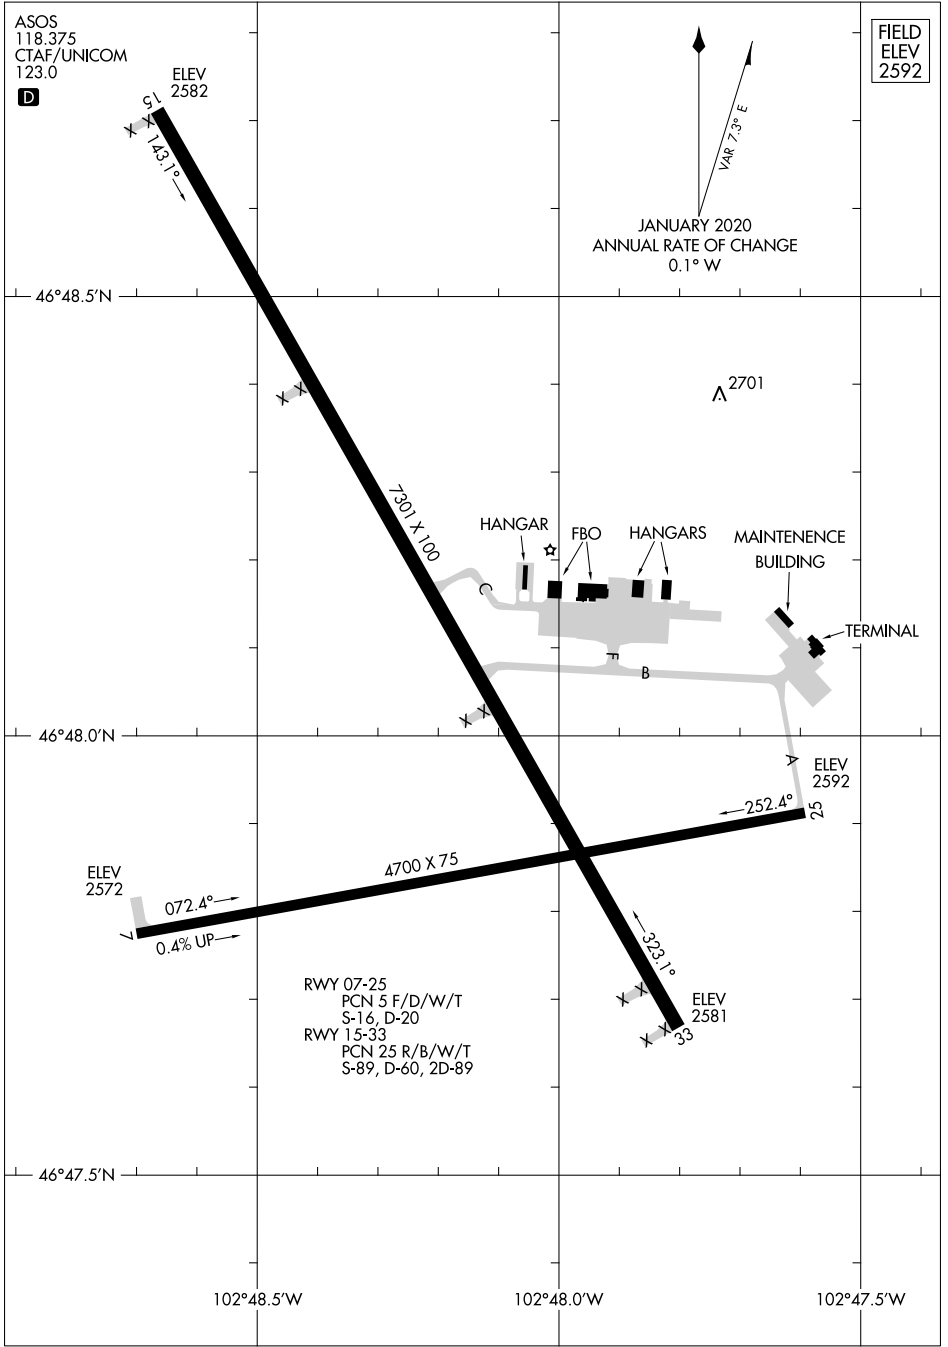 ASOS
118.375
CTAF/UNICOM
123.0
D
FIELD
ELEV
2592
ELEV
2582
15
143.1°
VAR 7.3° E
JANUARY 2020
ANNUAL RATE OF CHANGE
0.1° W
46°48.5'N
X X
X X
2701
7301 X 100
HANGAR
FBO
HANGARS
MAINTENENCE
BUILDING
TERMINAL
C
F
B
X X
46°48.0'N
A
ELEV
2592
252.4°
25
4700 X 75
ELEV
2572
072.4°
7
0.4% UP
323.1°
RWY 07-25
PCN 5 F/D/W/T
S-16, D-20
RWY 15-33
PCN 25 R/B/W/T
S-89, D-60, 2D-89
X X
ELEV
2581
X X
33
46°47.5'N
102°48.5'W
102°48.0'W
102°47.5'W